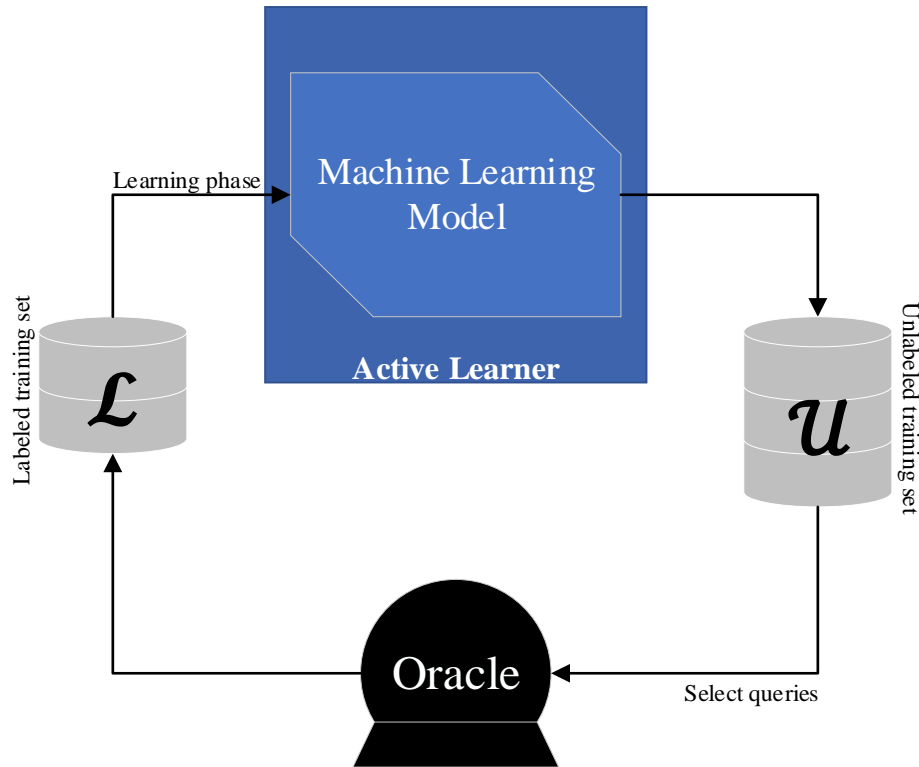 Machine Learning
Model
Learning phase
Active Learner
Labeled training set
ℒ
Unlabeled training set
𝒰
Oracle
Select queries